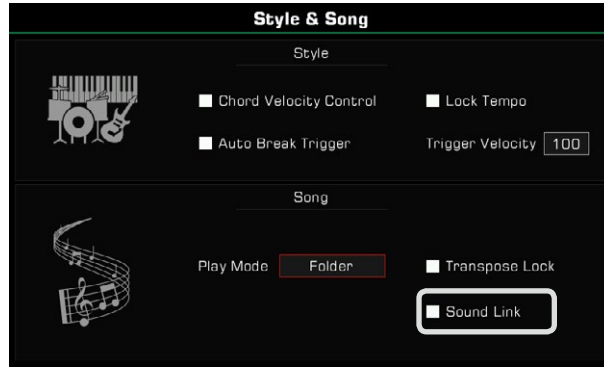 Style & Song
Style
Chord Velocity Control
Lock Tempo
Auto Break Trigger
Trigger Velocity 100
Song
Play Mode Folder
Transpose Lock
Sound Link